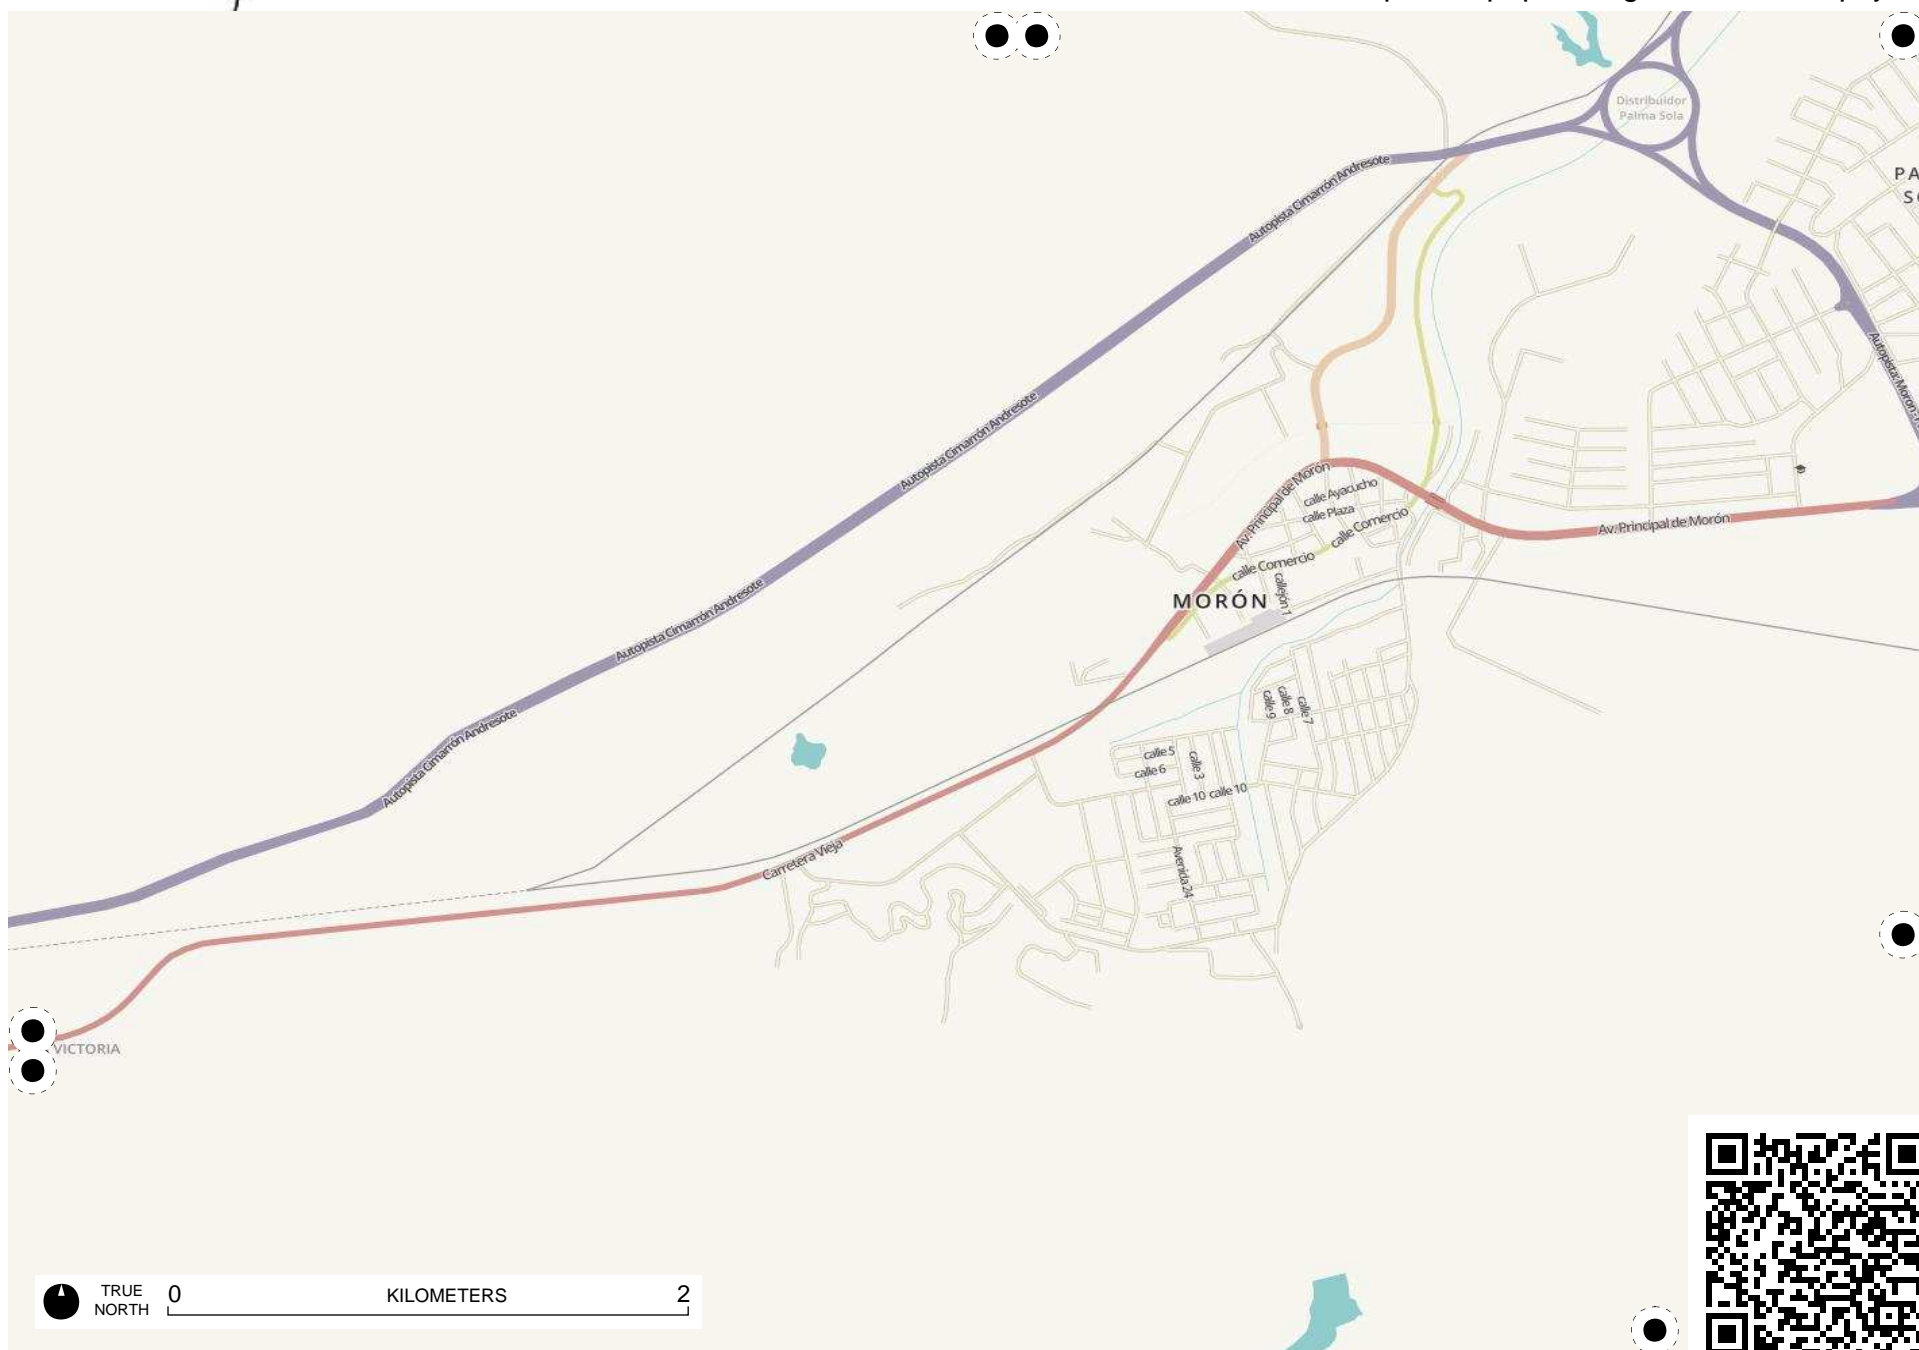 Distribuidor
Palma Sola
Autopista Cimarrón Andresote
Autopista Cimarrón Andresote
Autopista Cimarrón Andresote
Autopista Cimarrón Andresote
Autopista Cimarrón Andresote
Av. Principal de Morón
calle Ayacucho
calle Plaza
calle Comercio
calle Comercio
callejón 1
Av. Principal de Morón
MORÓN
calle 9
calle 8
calle 7
calle 5
calle 6
calle 3
calle 10
calle 10
Avenida 24
Carretera Vieja
VICTORIA
TRUE
NORTH
0
KILOMETERS
2